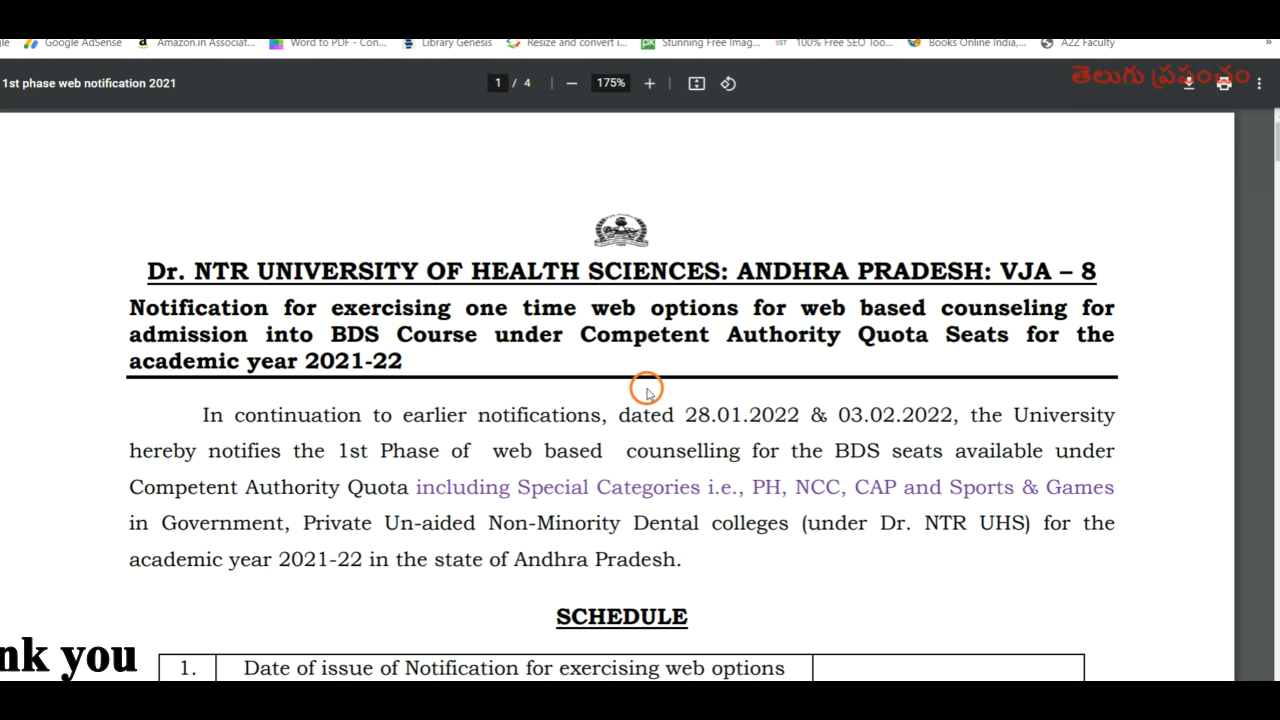 Google AdSense Amazon.in Associat... Word to PDF - Con... Library Genesis Resize and convert i... Stunning Free Imag... 100% Free SEO Too... Books Online India,... A2Z Faculty »
1st phase web notification 2021 1 / 4 175%
తెలుగు ప్రపంచం
Dr. NTR UNIVERSITY OF HEALTH SCIENCES: ANDHRA PRADESH: VJA – 8
Notification for exercising one time web options for web based counseling for
admission into BDS Course under Competent Authority Quota Seats for the
academic year 2021-22
In continuation to earlier notifications, dated 28.01.2022 & 03.02.2022, the University
hereby notifies the 1st Phase of web based counselling for the BDS seats available under
Competent Authority Quota including Special Categories i.e., PH, NCC, CAP and Sports & Games
in Government, Private Un-aided Non-Minority Dental colleges (under Dr. NTR UHS) for the
academic year 2021-22 in the state of Andhra Pradesh.
SCHEDULE
nk you
1. Date of issue of Notification for exercising web options